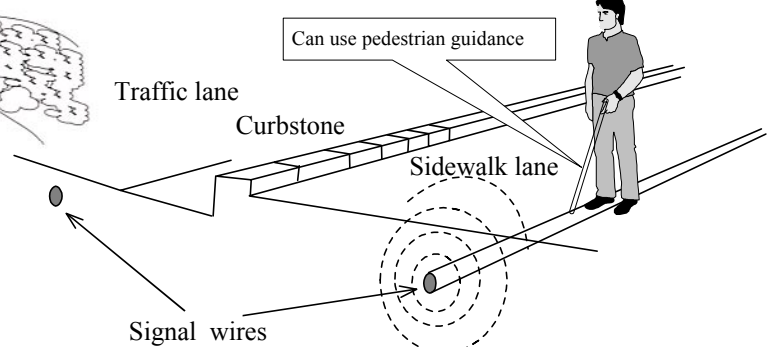 Can use pedestrian guidance
Traffic lane
Curbstone
Sidewalk lane
Signal wires